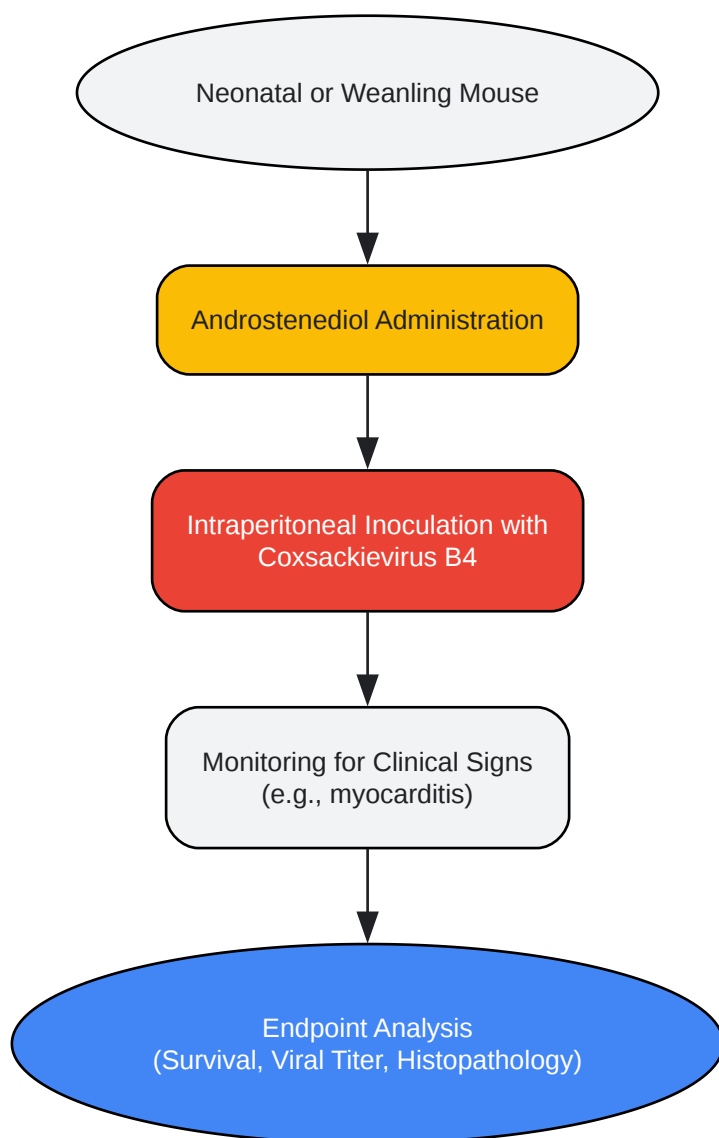 Neonatal or Weanling Mouse
Androstenediol Administration
Intraperitoneal Inoculation with
Coxsackievirus B4
Monitoring for Clinical Signs
(e.g., myocarditis)
Endpoint Analysis
(Survival, Viral Titer, Histopathology)